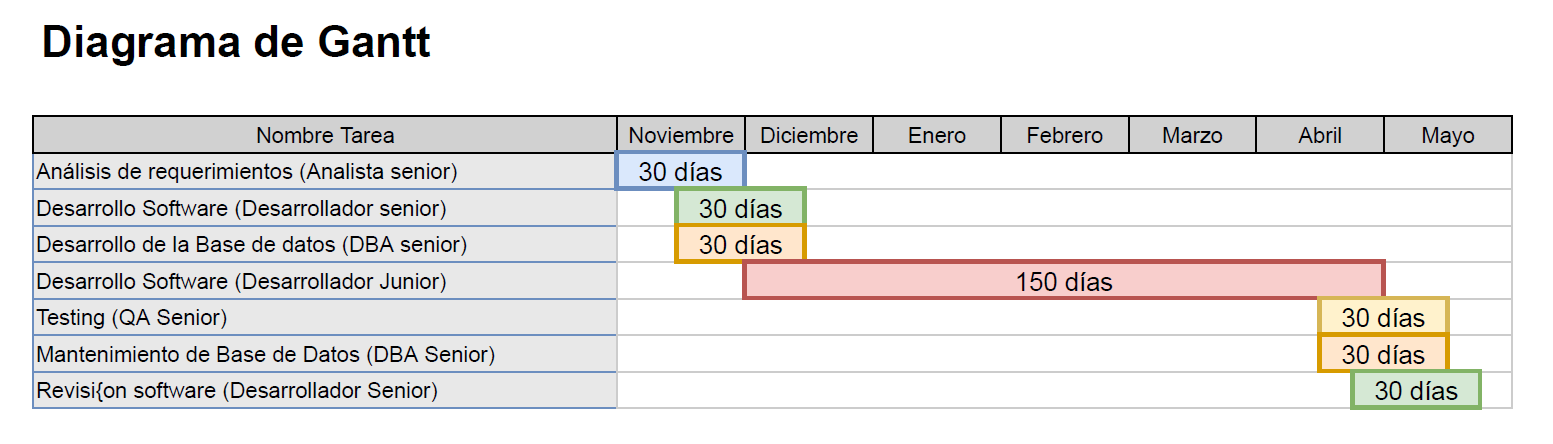 Diagrama de Gantt
Nombre Tarea Noviembre Diciembre Enero Febrero Marzo Abril Mayo
Análisis de requerimientos (Analista senior) 30 días
Desarrollo Software (Desarrollador senior) 30 días
Desarrollo de la Base de datos (DBA senior) 30 días
Desarrollo Software (Desarrollador Junior) 150 días
Testing (QA Senior) 30 días
Mantenimiento de Base de Datos (DBA Senior) 30 días
Revisi{on software (Desarrollador Senior) 30 días